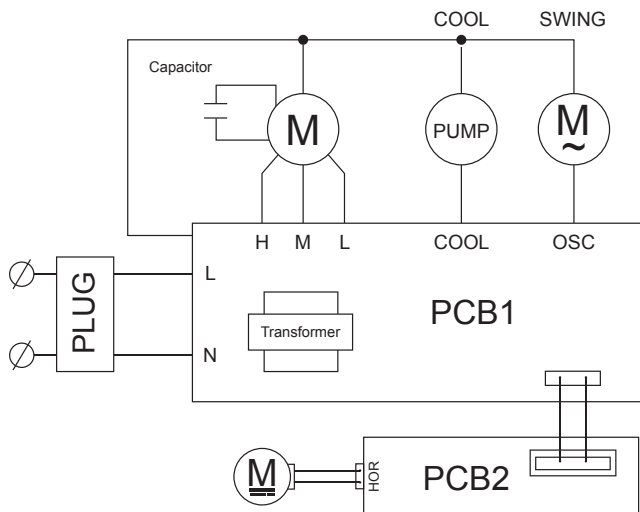 COOL SWING
Capacitor
M
PUMP
M
~
H M L COOL OSC
L
PLUG
Transformer
PCB1
N
M
HOR
PCB2